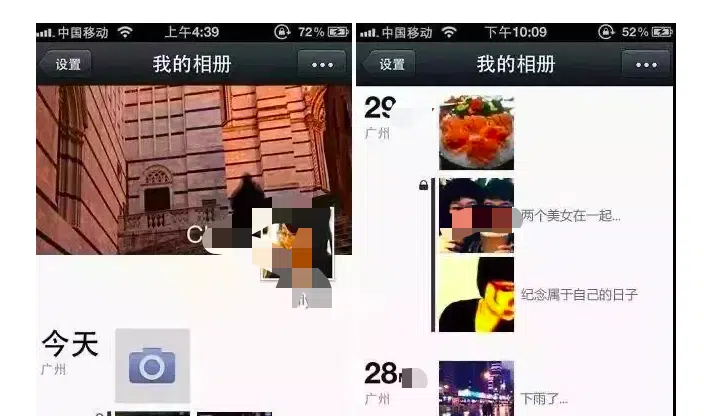 中国移动 上午4:39 72%
设置 我的相册
今天
广州
中国移动 下午10:09 52%
设置 我的相册
29
广州
两个美女在一起...
纪念属于自己的日子
28
广州
下雨了...